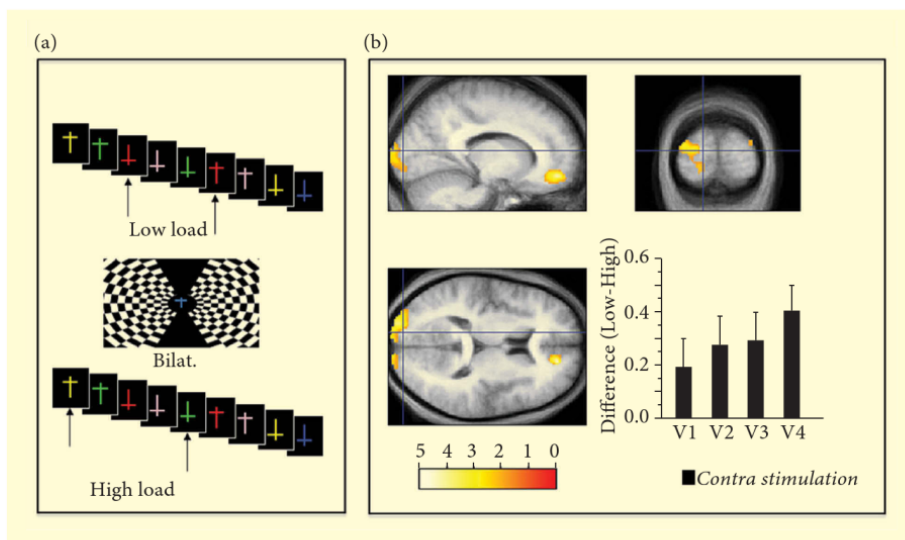 (a)
Low load
Bilat.
High load
(b)
Difference (Low-High)
0.6
0.4
0.2
0.0
V1 V2 V3 V4
5 4 3 2 1 0
Contra stimulation